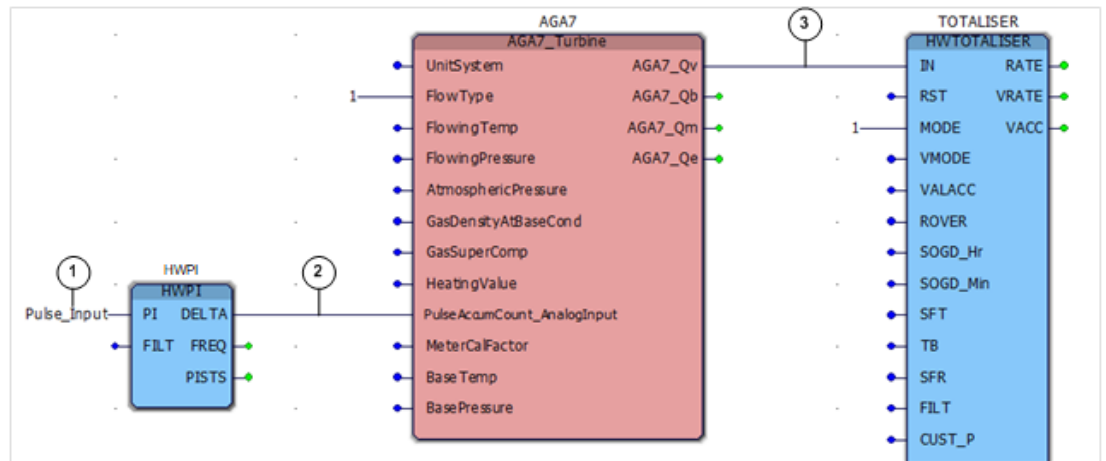 AGA7
AGA7_Turbine
UnitSystem AGA7_Qv
1 FlowType AGA7_Qb
FlowingTemp AGA7_Qm
FlowingPressure AGA7_Qe
AtmosphericPressure
GasDensityAtBaseCond
GasSuperComp
HeatingValue
PulseAccumCount_AnalogInput
MeterCalFactor
BaseTemp
BasePressure
3
TOTALISER
HWTOTALISER
IN RATE
RST VRATE
1 MODE VACC
VMODE
VALACC
ROVER
SOGD_Hr
SOGD_Min
SFT
TB
SFR
FILT
CUST_P
1
HWPI
HWPI
Pulse_Input PI DELTA
FILT FREQ
PISTS
2